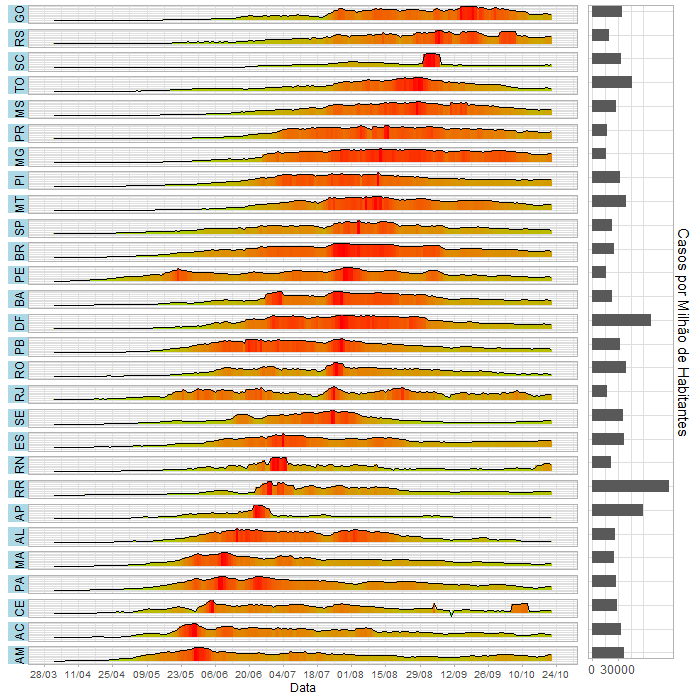 GO
RS
SC
TO
MS
PR
MG
PI
MT
SP
BR
PE
BA
DF
PB
RO
RJ
SE
ES
RN
RR
AP
AL
MA
PA
CE
AC
AM
28/03 11/04 25/04 09/05 23/05 06/06 20/06 04/07 18/07 01/08 15/08 29/08 12/09 26/09 10/10 24/10
Data
0 30000
Casos por Milhão de Habitantes